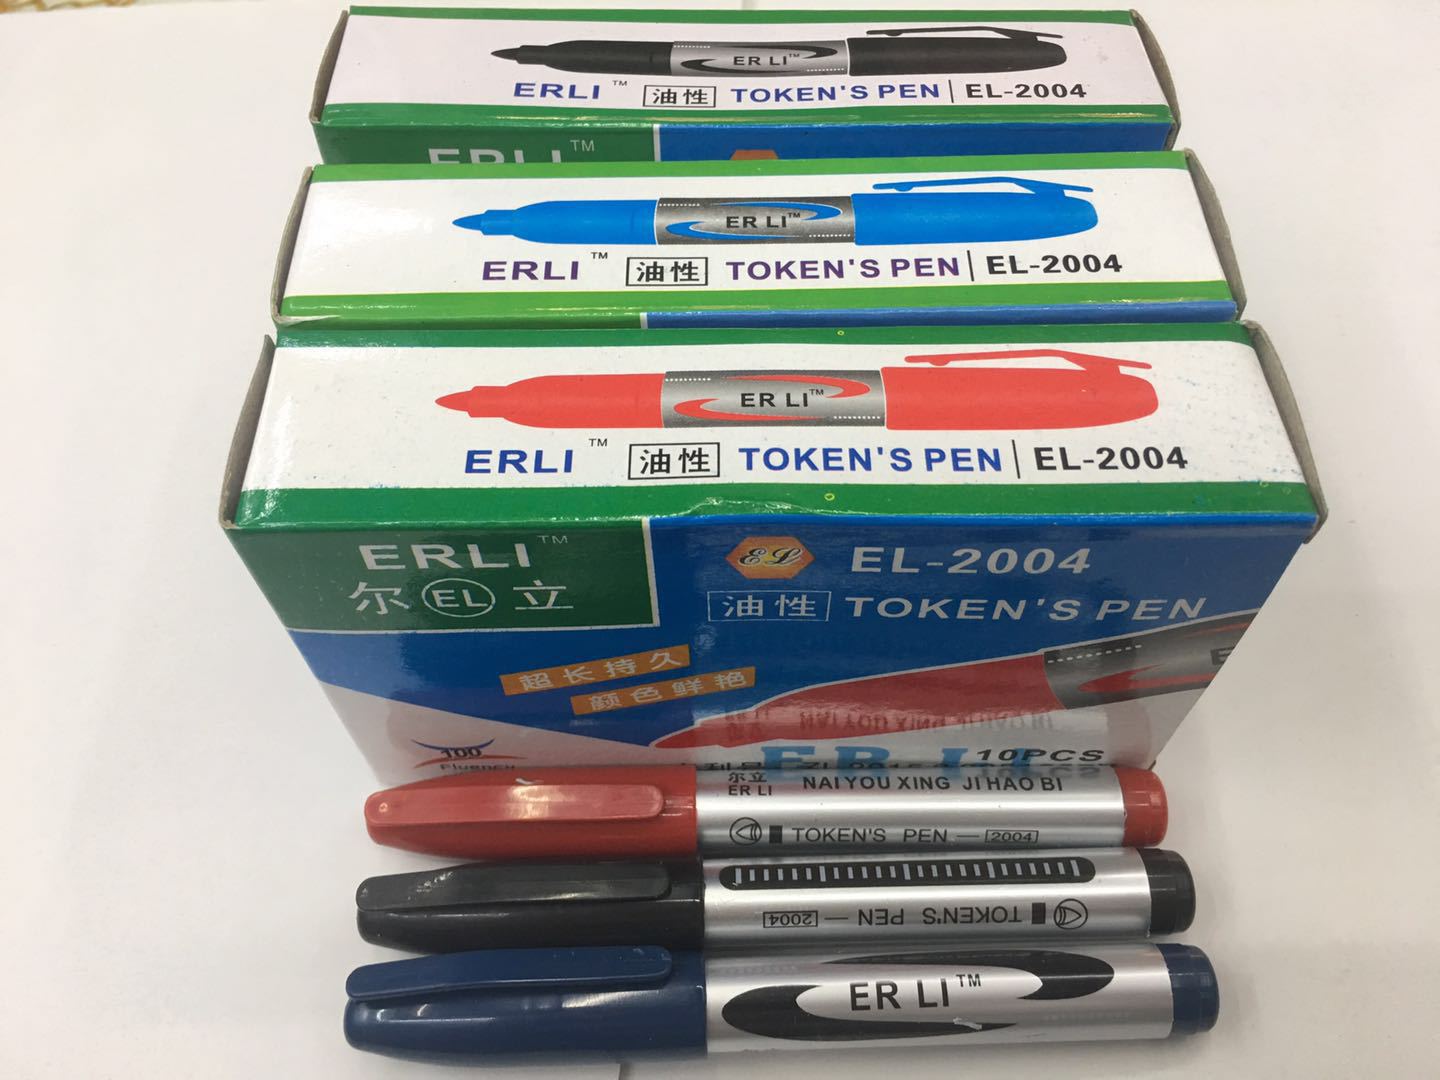 ER LI™
ERLI™ 油性 TOKEN'S PEN EL-2004
ERLI™
ER LI™
ERLI™ 油性 TOKEN'S PEN EL-2004
ER LI™
ERLI™ 油性 TOKEN'S PEN EL-2004
ERLI™
尔 EL 立
EL EL-2004
油性 TOKEN'S PEN
超长持久
颜色鲜艳
100
Fluency
10PCS
尔立
ER LI
NAI YOU XING JI HAO BI
TOKEN'S PEN — 2004
TOKEN'S PEN — 2004
ER LI™